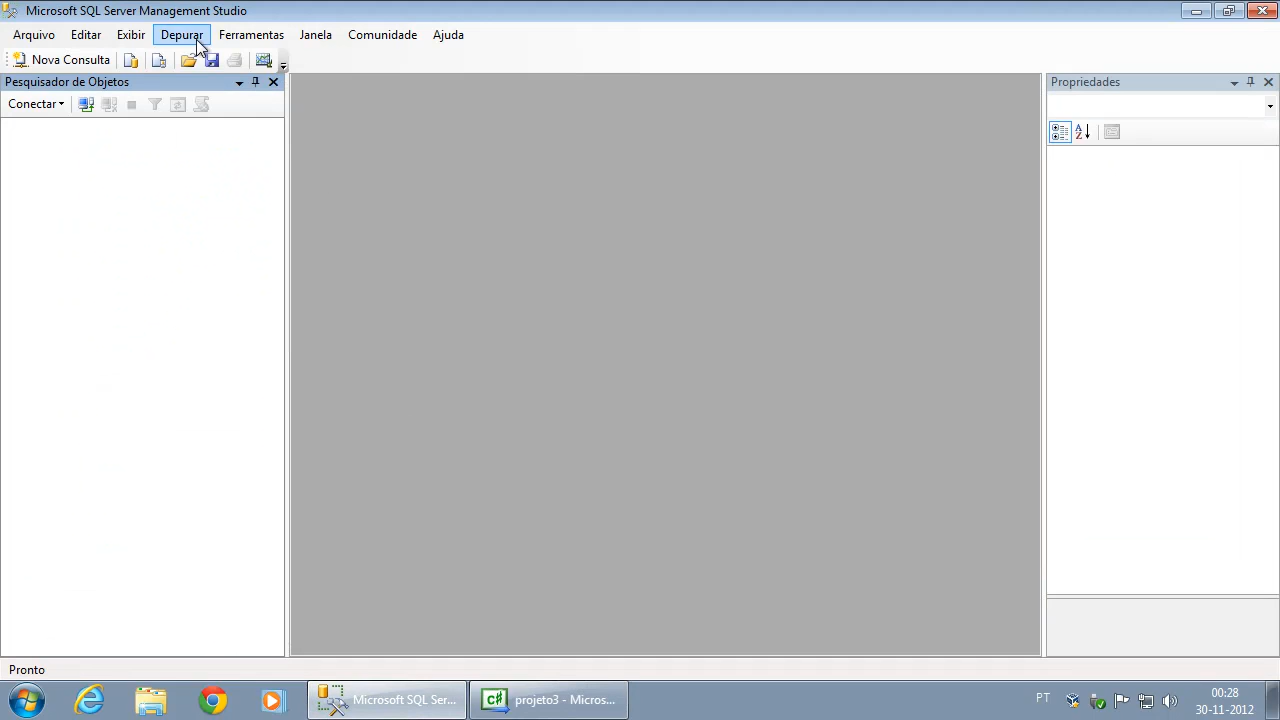 Microsoft SQL Server Management Studio
Arquivo Editar Exibir Depurar Ferramentas Janela Comunidade Ajuda
Nova Consulta
Pesquisador de Objetos
Propriedades
Conectar
A
Z
Pronto
Microsoft SQL Ser...
C#
projeto3 - Micros...
PT
00:28
30-11-2012